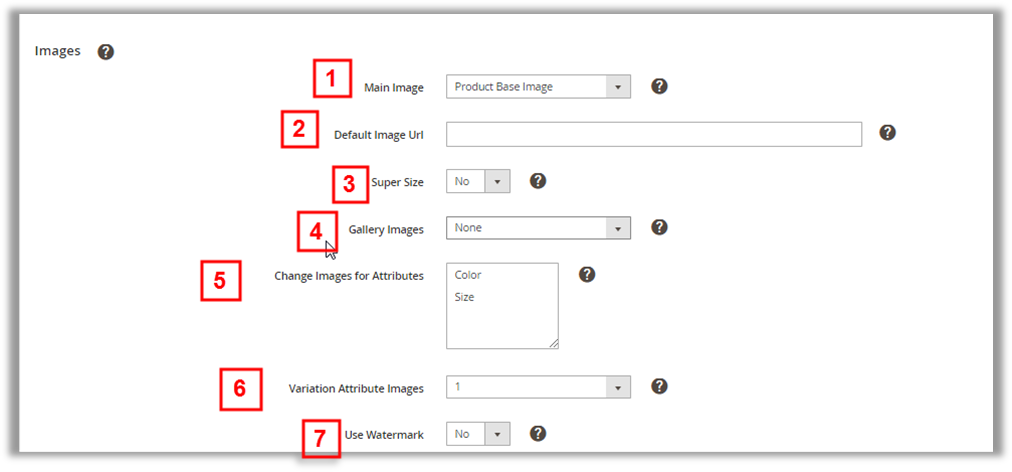 Images ?
1 Main Image Product Base Image ?
2 Default Image Url ?
3 Super Size No ?
4 Gallery Images None ?
5 Change Images for Attributes Color ?
Size
6 Variation Attribute Images 1 ?
7 Use Watermark No ?